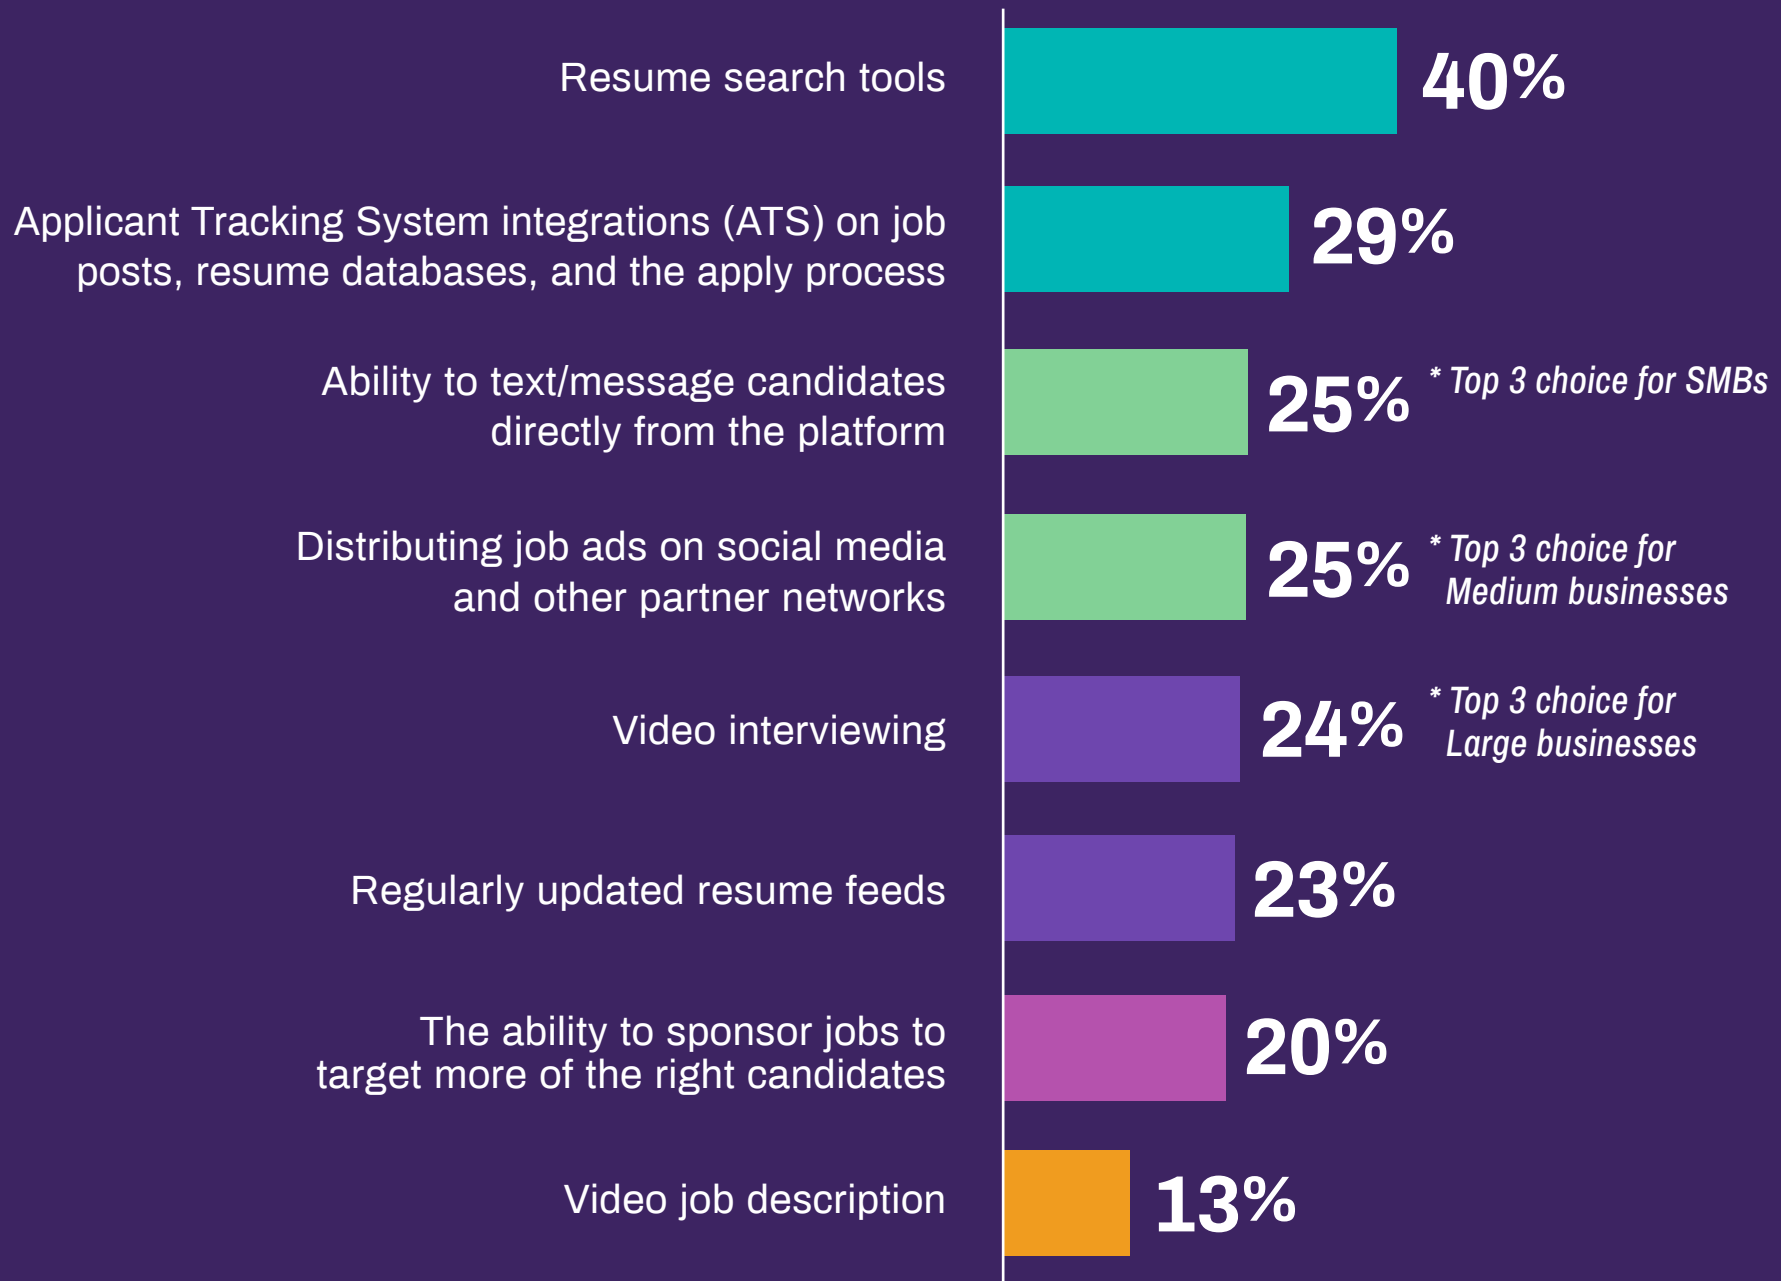 Resume search tools
40%
Applicant Tracking System integrations (ATS) on job
posts, resume databases, and the apply process
29%
Ability to text/message candidates
directly from the platform
25%
* Top 3 choice for SMBs
Distributing job ads on social media
and other partner networks
25%
* Top 3 choice for
Medium businesses
Video interviewing
24%
* Top 3 choice for
Large businesses
Regularly updated resume feeds
23%
The ability to sponsor jobs to
target more of the right candidates
20%
Video job description
13%